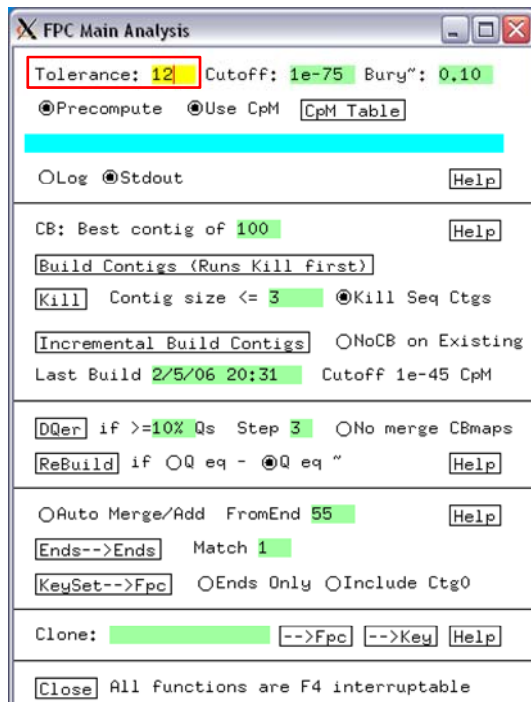 FPC Main Analysis
Tolerance: 12 Cutoff: 1e-75 Bury~: 0.10
Precompute Use CpM CpM Table
Log Stdout Help
CB: Best contig of 100 Help
Build Contigs (Runs Kill first)
Kill Contig size <= 3 Kill Seq Ctgs
Incremental Build Contigs NoCB on Existing
Last Build 2/5/06 20:31 Cutoff 1e-45 CpM
DQer if >=10% Qs Step 3 No merge CBmaps
ReBuild if Q eq - Q eq ~ Help
Auto Merge/Add FromEnd 55 Help
Ends-->Ends Match 1
KeySet-->Fpc Ends Only Include Ctg0
Clone: -->Fpc -->Key Help
Close All functions are F4 interruptable